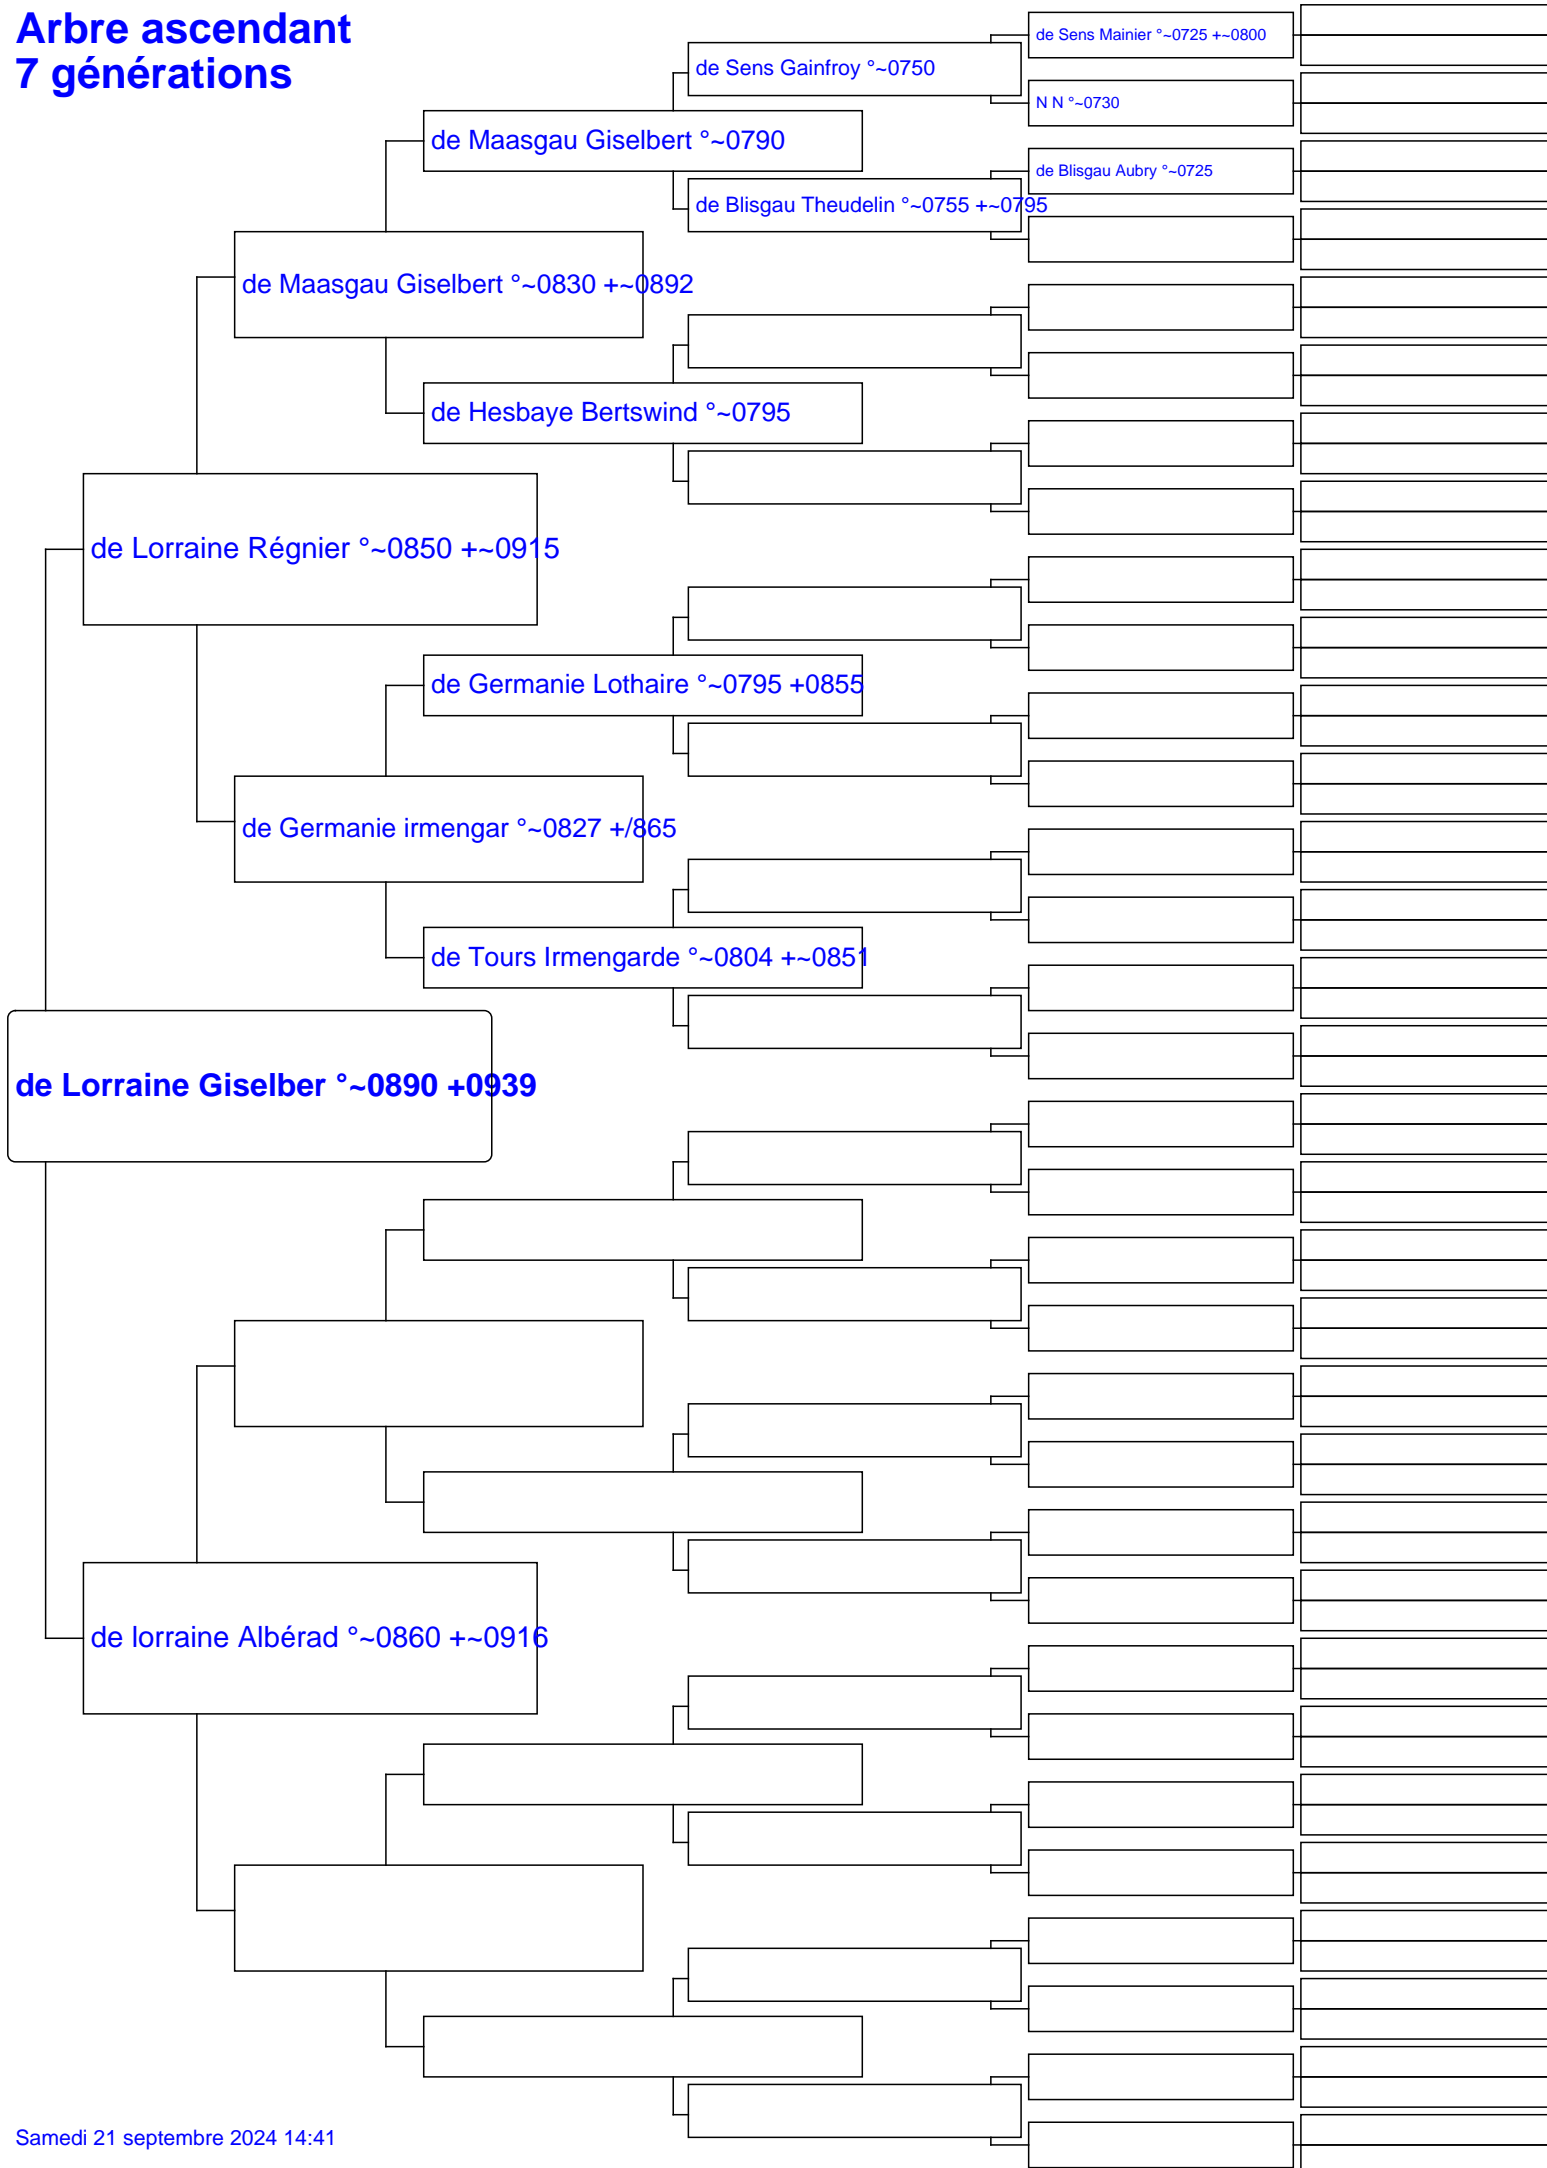 Arbre ascendant
7 générations
de Sens Mainier °~0725 +~0800
de Sens Gainfroy °~0750
N N °~0730
de Maasgau Giselbert °~0790
de Blisgau Aubry °~0725
de Blisgau Theudelin °~0755 +~0795
de Maasgau Giselbert °~0830 +~0892
de Hesbaye Bertswind °~0795
de Lorraine Régnier °~0850 +~0915
de Germanie Lothaire °~0795 +0855
de Germanie irmengar °~0827 +/865
de Tours Irmengarde °~0804 +~0851
de Lorraine Giselber °~0890 +0939
de lorraine Albérad °~0860 +~0916
Samedi 21 septembre 2024 14:41